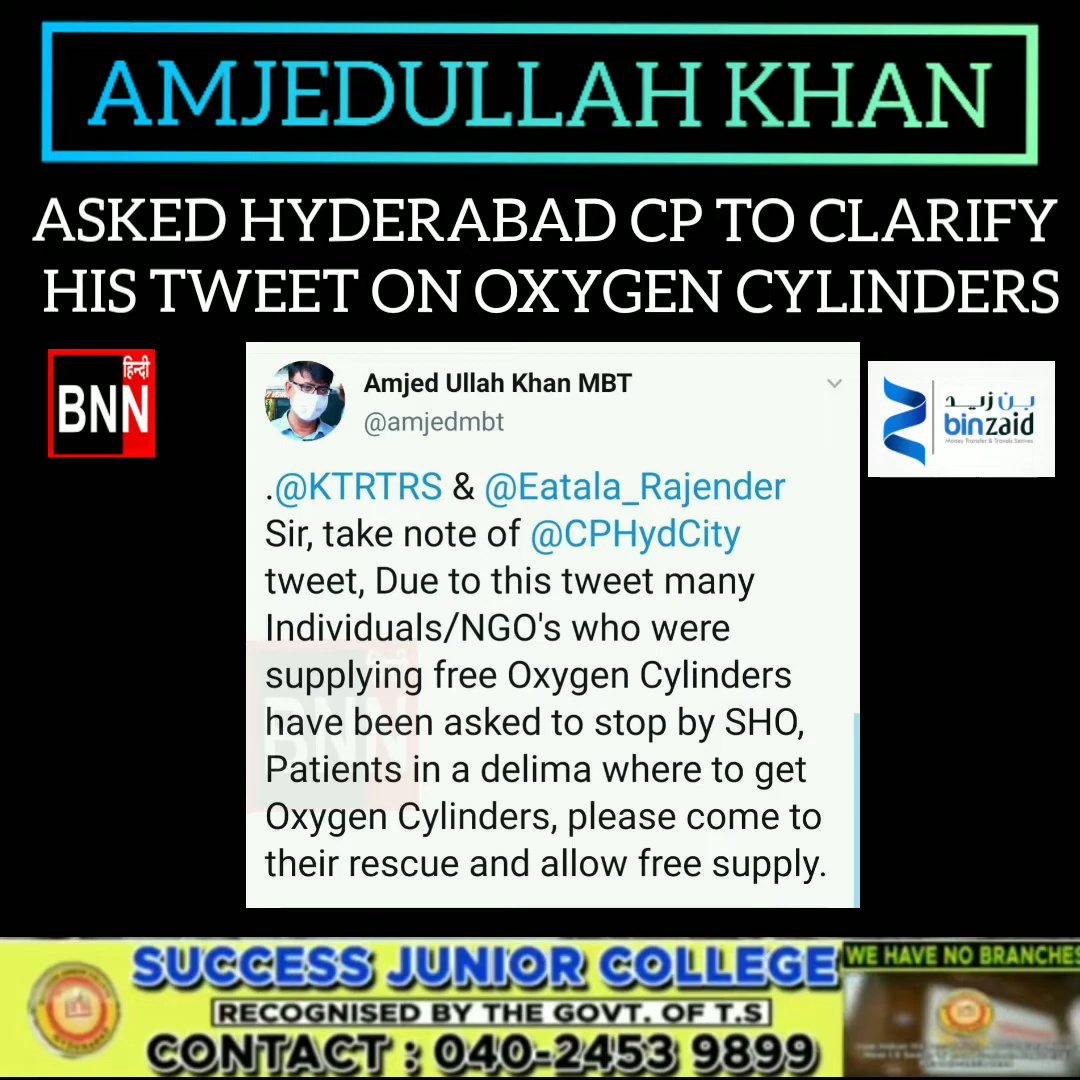 AMJEDULLAH KHAN
ASKED HYDERABAD CP TO CLARIFY
HIS TWEET ON OXYGEN CYLINDERS
हिन्दी
BNN
Amjed Ullah Khan MBT
@amjedmbt
بن زيد
binzaid
Money Transfer & Travels
.@KTRTRS & @Eatala_Rajender
Sir, take note of @CPHydCity
tweet, Due to this tweet many
Individuals/NGO's who were
supplying free Oxygen Cylinders
have been asked to stop by SHO,
Patients in a delima where to get
Oxygen Cylinders, please come to
their rescue and allow free supply.
BNN
SUCCESS JUNIOR COLLEGE
WE HAVE NO BRANCHES
RECOGNISED BY THE GOVT. OF T.S
CONTACT : 040-2453 9899